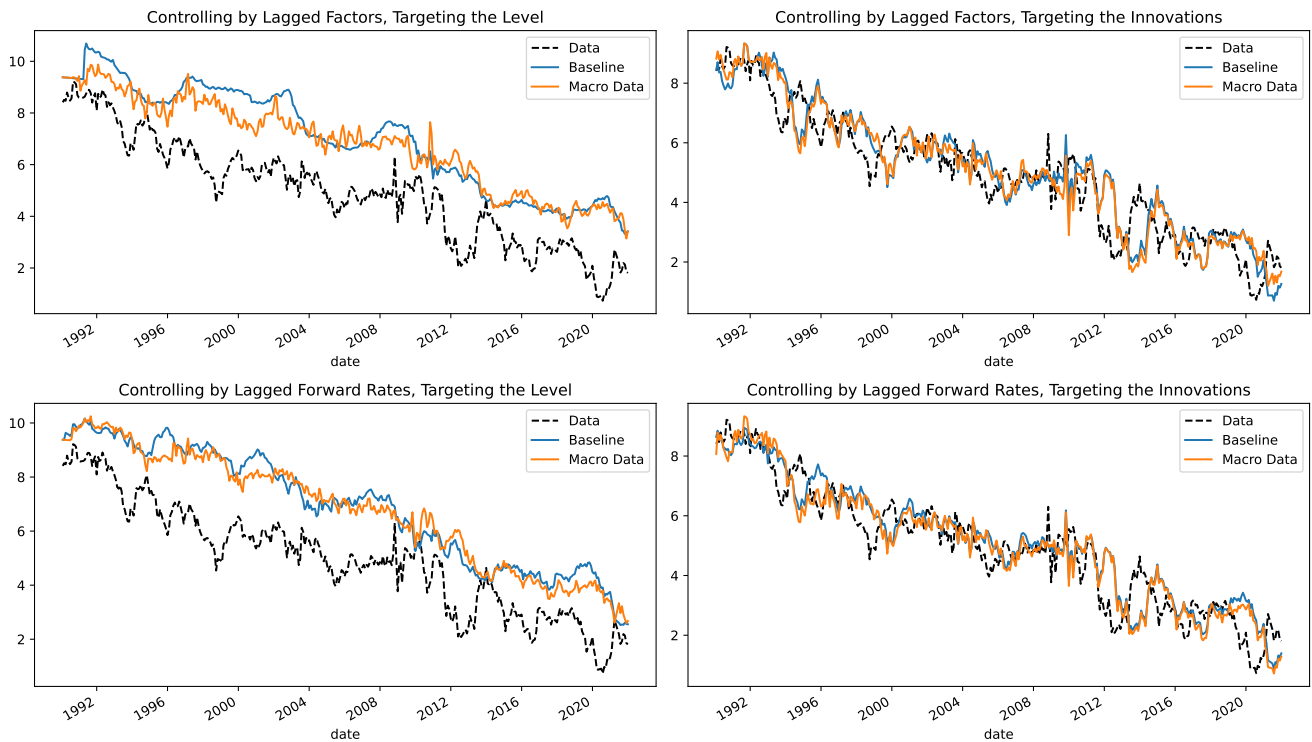 Controlling by Lagged Factors, Targeting the Level
Data
Baseline
Macro Data
10
8
6
4
2
1992 1996 2000 2004 2008 2012 2016 2020
date
Controlling by Lagged Factors, Targeting the Innovations
Data
Baseline
Macro Data
8
6
4
2
1992 1996 2000 2004 2008 2012 2016 2020
date
Controlling by Lagged Forward Rates, Targeting the Level
Data
Baseline
Macro Data
10
8
6
4
2
1992 1996 2000 2004 2008 2012 2016 2020
date
Controlling by Lagged Forward Rates, Targeting the Innovations
Data
Baseline
Macro Data
8
6
4
2
1992 1996 2000 2004 2008 2012 2016 2020
date